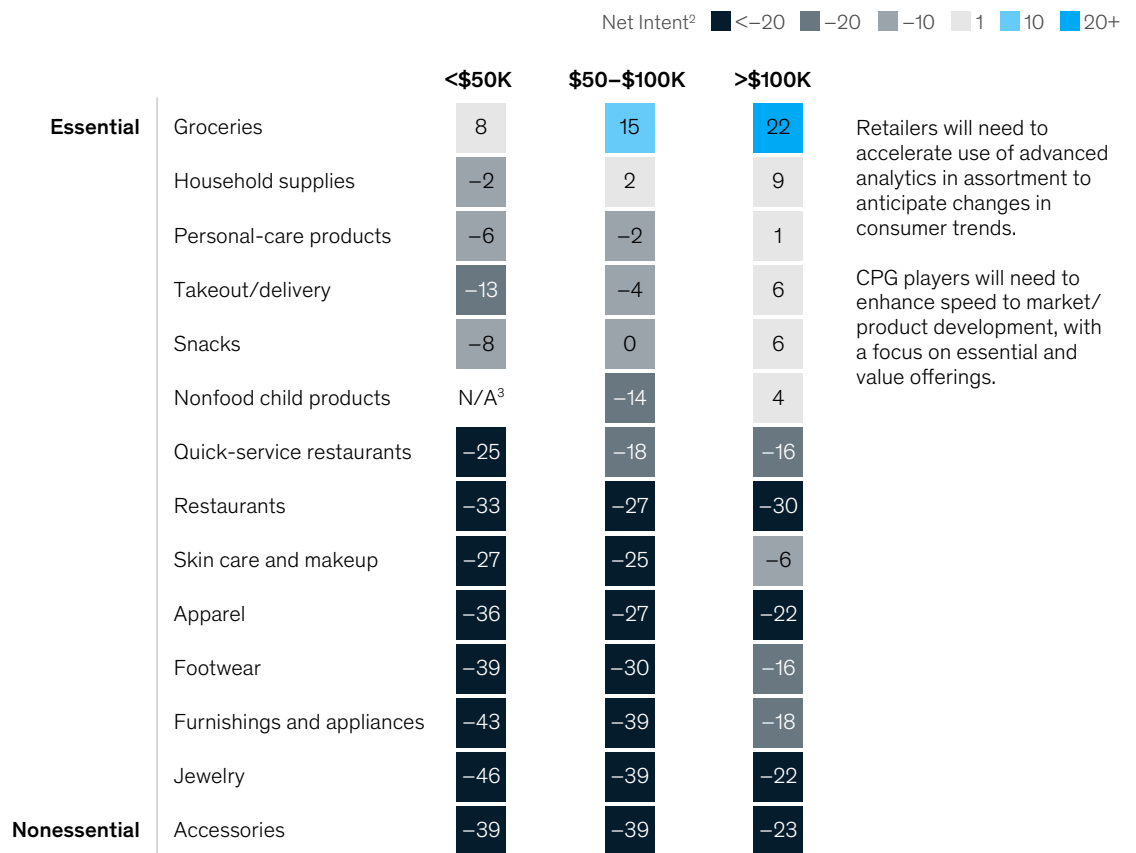 Net Intent² <–20 –20 –10 1 10 20+
<$50K $50–$100K >$100K
Essential Groceries 8 15 22
Household supplies –2 2 9
Personal-care products –6 –2 1
Takeout/delivery –13 –4 6
Snacks –8 0 6
Nonfood child products N/A³ –14 4
Quick-service restaurants –25 –18 –16
Restaurants –33 –27 –30
Skin care and makeup –27 –25 –6
Apparel –36 –27 –22
Footwear –39 –30 –16
Furnishings and appliances –43 –39 –18
Jewelry –46 –39 –22
Nonessential Accessories –39 –39 –23
Retailers will need to
accelerate use of advanced
analytics in assortment to
anticipate changes in
consumer trends.
CPG players will need to
enhance speed to market/
product development, with
a focus on essential and
value offerings.